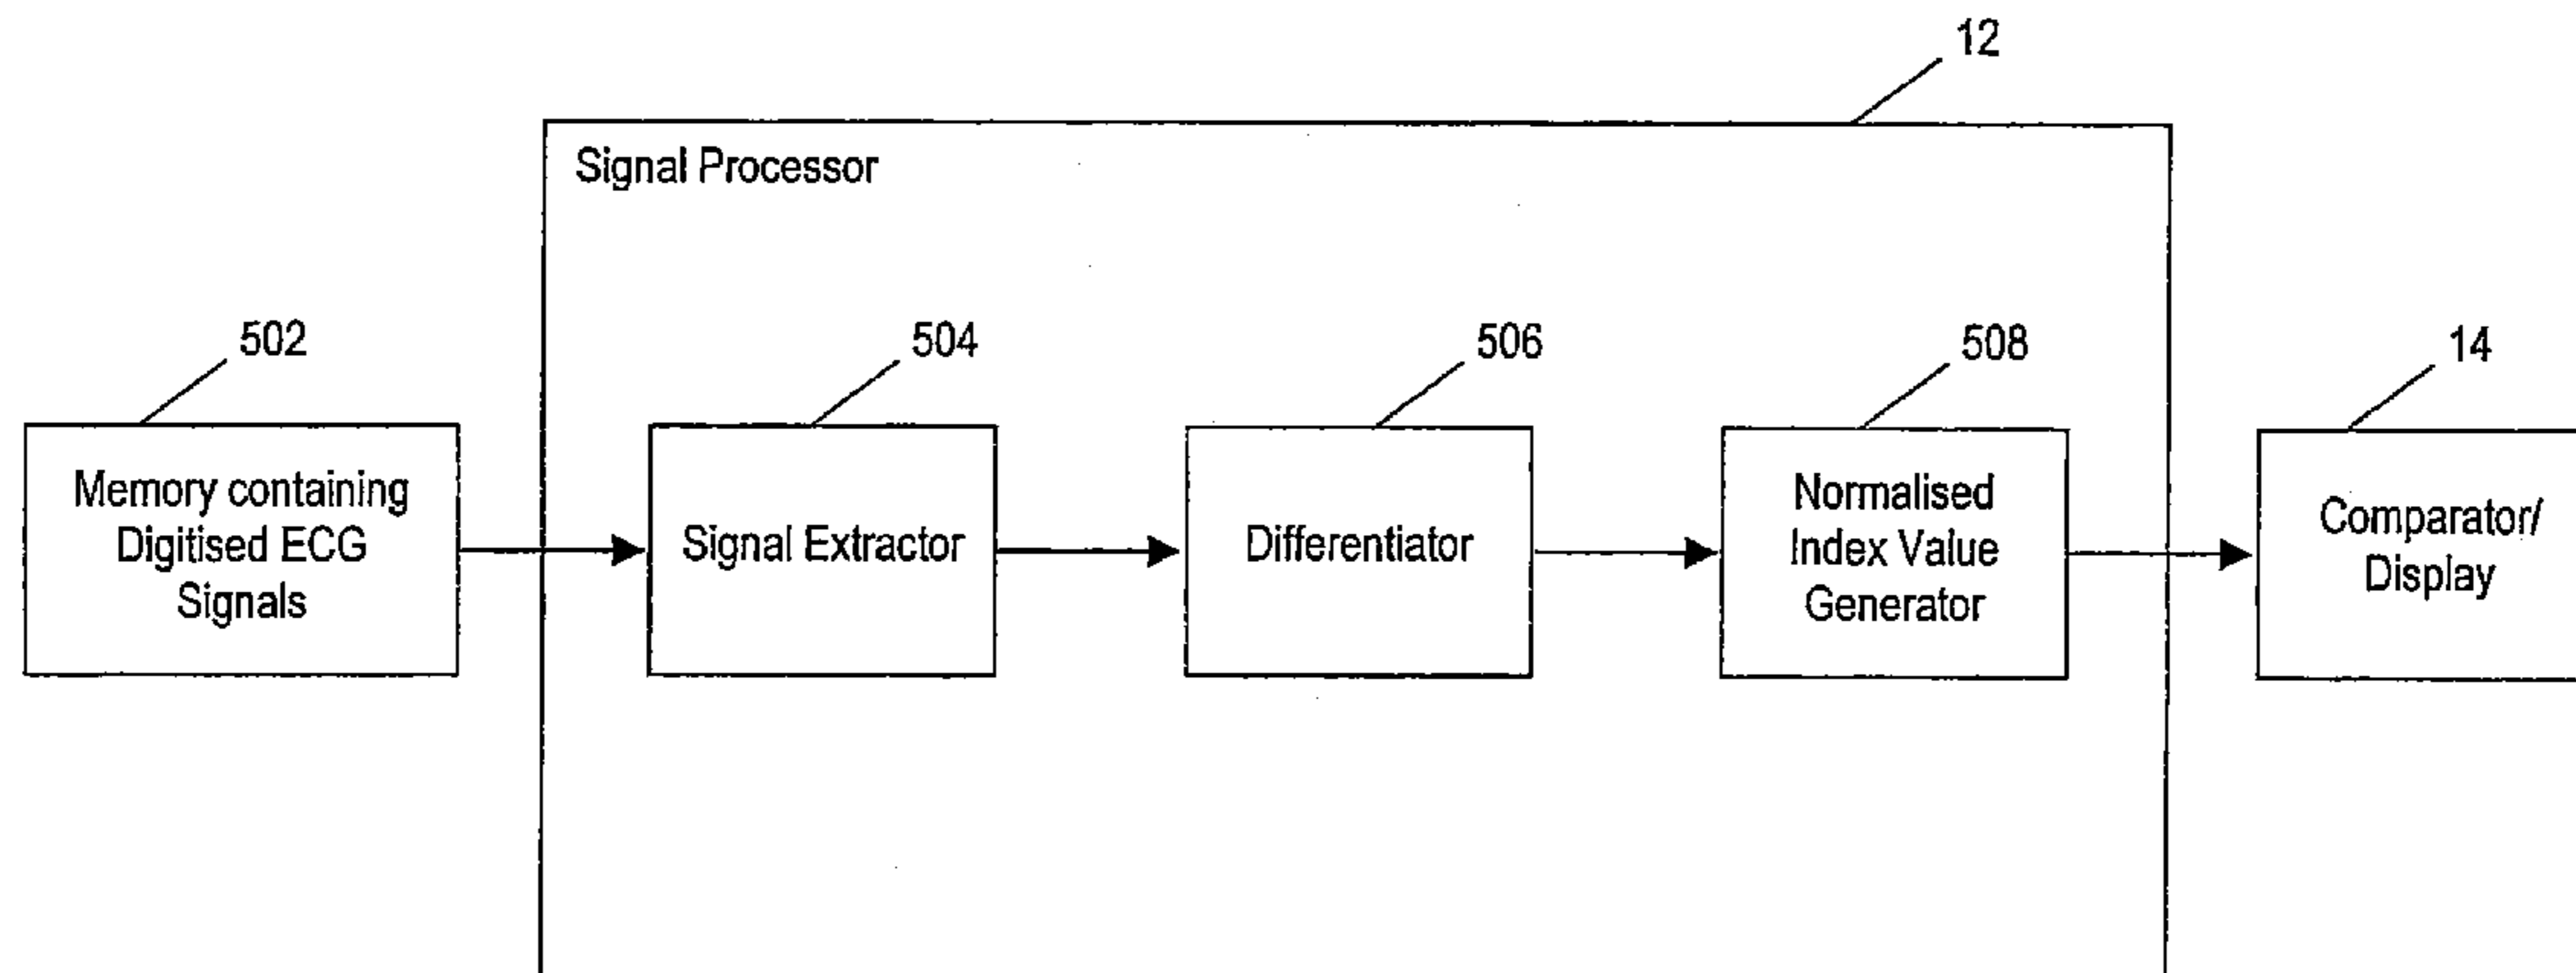 12
Signal Processor
502
504
506
508
14
Memory containing
Digitised ECG
Signals
Signal Extractor
Differentiator
Normalised
Index Value
Generator
Comparator/
Display